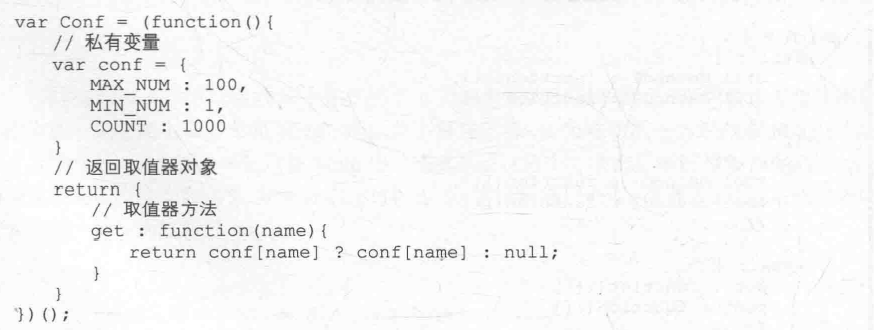 var Conf = (function(){
// 私有变量
var conf = {
MAX_NUM : 100,
MIN_NUM : 1,
COUNT : 1000
}
// 返回取值器对象
return {
// 取值器方法
get : function(name){
return conf[name] ? conf[name] : null;
}
}
})();